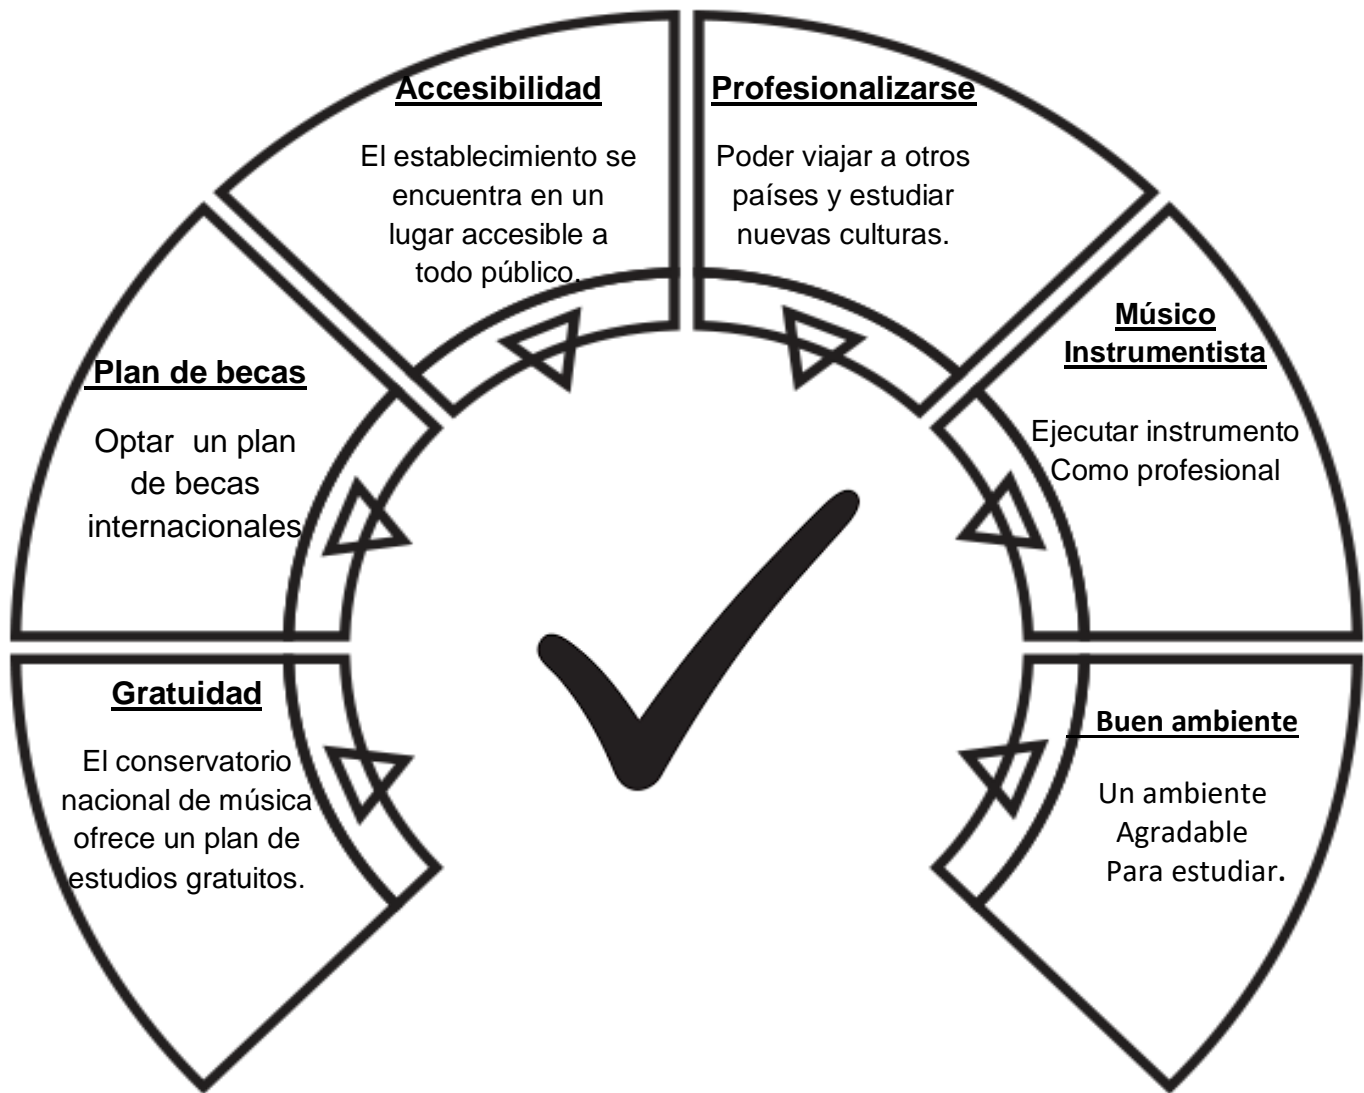 Accesibilidad
El establecimiento se
encuentra en un
lugar accesible a
todo público.
Profesionalizarse
Poder viajar a otros
países y estudiar
nuevas culturas.
Plan de becas
Optar  un plan
de becas
internacionales
Músico
Instrumentista
Ejecutar instrumento
Como profesional
Gratuidad
El conservatorio
nacional de música
ofrece un plan de
estudios gratuitos.
Buen ambiente
Un ambiente
Agradable
Para estudiar.